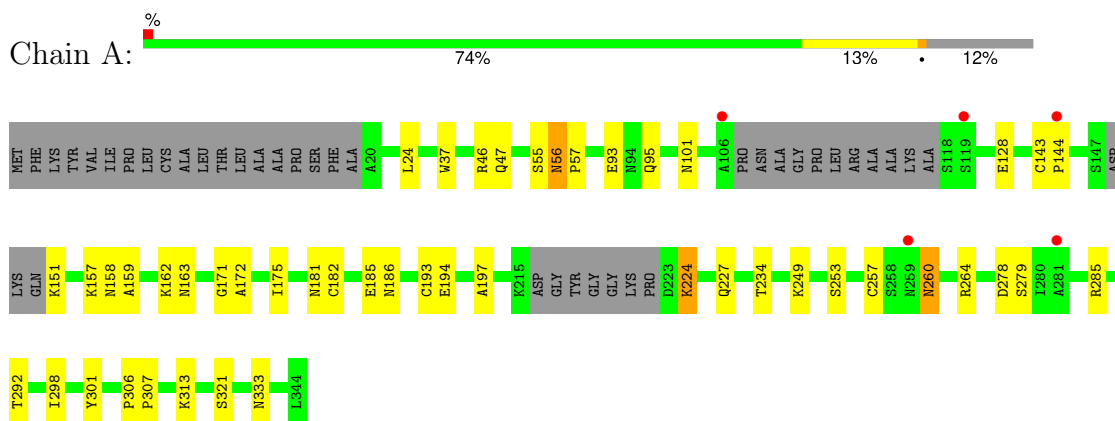 %
Chain A:
74% 13% • 12%
MET PHE LYS TYR VAL ILE PRO LEU CYS ALA LEU THR LEU ALA ALA PRO SER PHE ALA A20 L24 W37 R46 Q47 S55 N56 P57 E93 N94 Q95 N101 A106 PRO ASN ALA GLY PRO LEU ARG ALA ALA LYS ALA S118 S119 E128 C143 P144 S147 ASP
LYS GLN K151 K157 N158 A159 K162 N163 G171 A172 I175 N181 C182 E185 N186 C193 E194 A197 K215 ASP GLY TYR GLY GLY LYS PRO D223 K224 Q227 T234 K249 S253 C257 S258 N259 N260 R264 D278 S279 I280 A281 R285
T292 I298 Y301 P306 P307 K313 S321 N333 L344